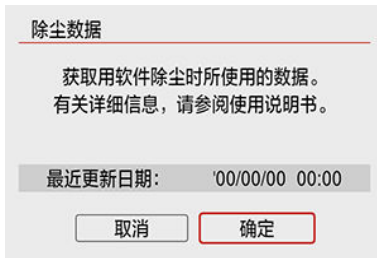 除尘数据
获取用软件除尘时所使用的数据。
有关详细信息，请参阅使用说明书。
最近更新日期： '00/00/00 00:00
取消 确定